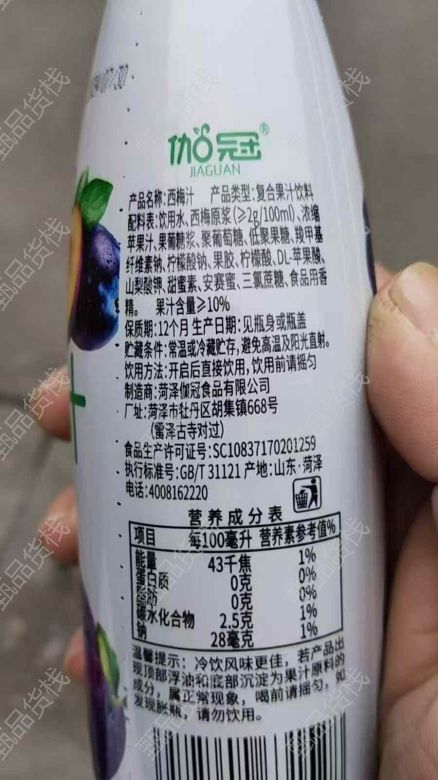 伽冠®
JIAGUAN
产品名称:西梅汁 产品类型:复合果汁饮料
配料表:饮用水、西梅原浆(≥2g/100ml)、浓缩
苹果汁、果葡糖浆、聚葡萄糖、低聚果糖、羧甲基
纤维素钠、柠檬酸钠、果胶、柠檬酸、DL-苹果酸、
山梨酸钾、甜蜜素、安赛蜜、三氯蔗糖、食品用香
精。 果汁含量≥10%
保质期:12个月 生产日期:见瓶身或瓶盖
贮藏条件:常温或冷藏贮存,避免高温及阳光直射。
饮用方法:开启后直接饮用,饮用前请摇匀
制造商:菏泽伽冠食品有限公司
厂址:菏泽市牡丹区胡集镇668号
(雷泽古寺对过)
食品生产许可证号:SC10837170201259
执行标准号:GB/T 31121 产地:山东·菏泽
电话:4008162220
营养成分表
项目 每100毫升 营养素参考值%
能量 43千焦 1%
蛋白质 0克 0%
脂肪 0克 0%
碳水化合物 2.5克 1%
钠 28毫克 1%
温馨提示:冷饮风味更佳,若产品出
现顶部浮油和底部沉淀为果汁原料的
成分,属正常现象,喝前请摇匀,如
发现胀瓶,请勿饮用。
甄品货栈